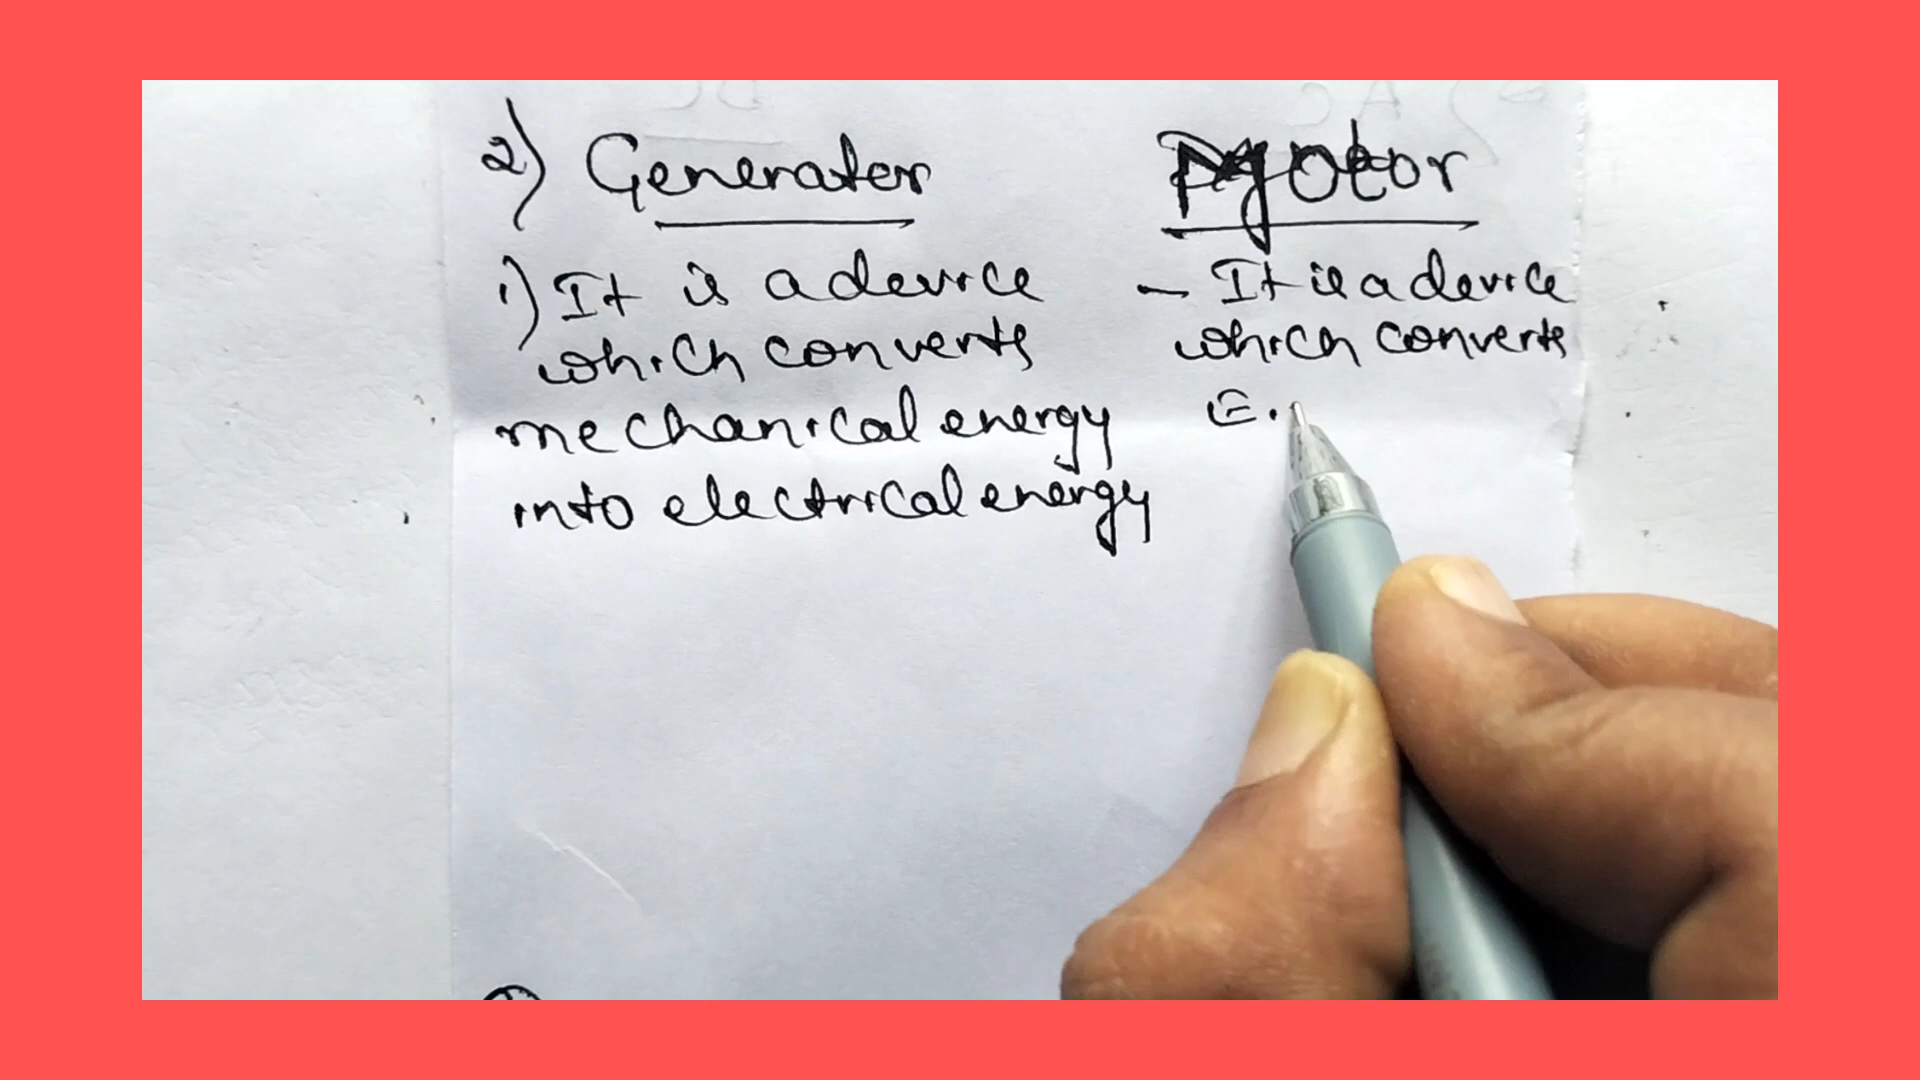 2) Generator
1) It is a device
which converts
mechanical energy
into electrical energy
Motor
- It is a device
which converts
E.